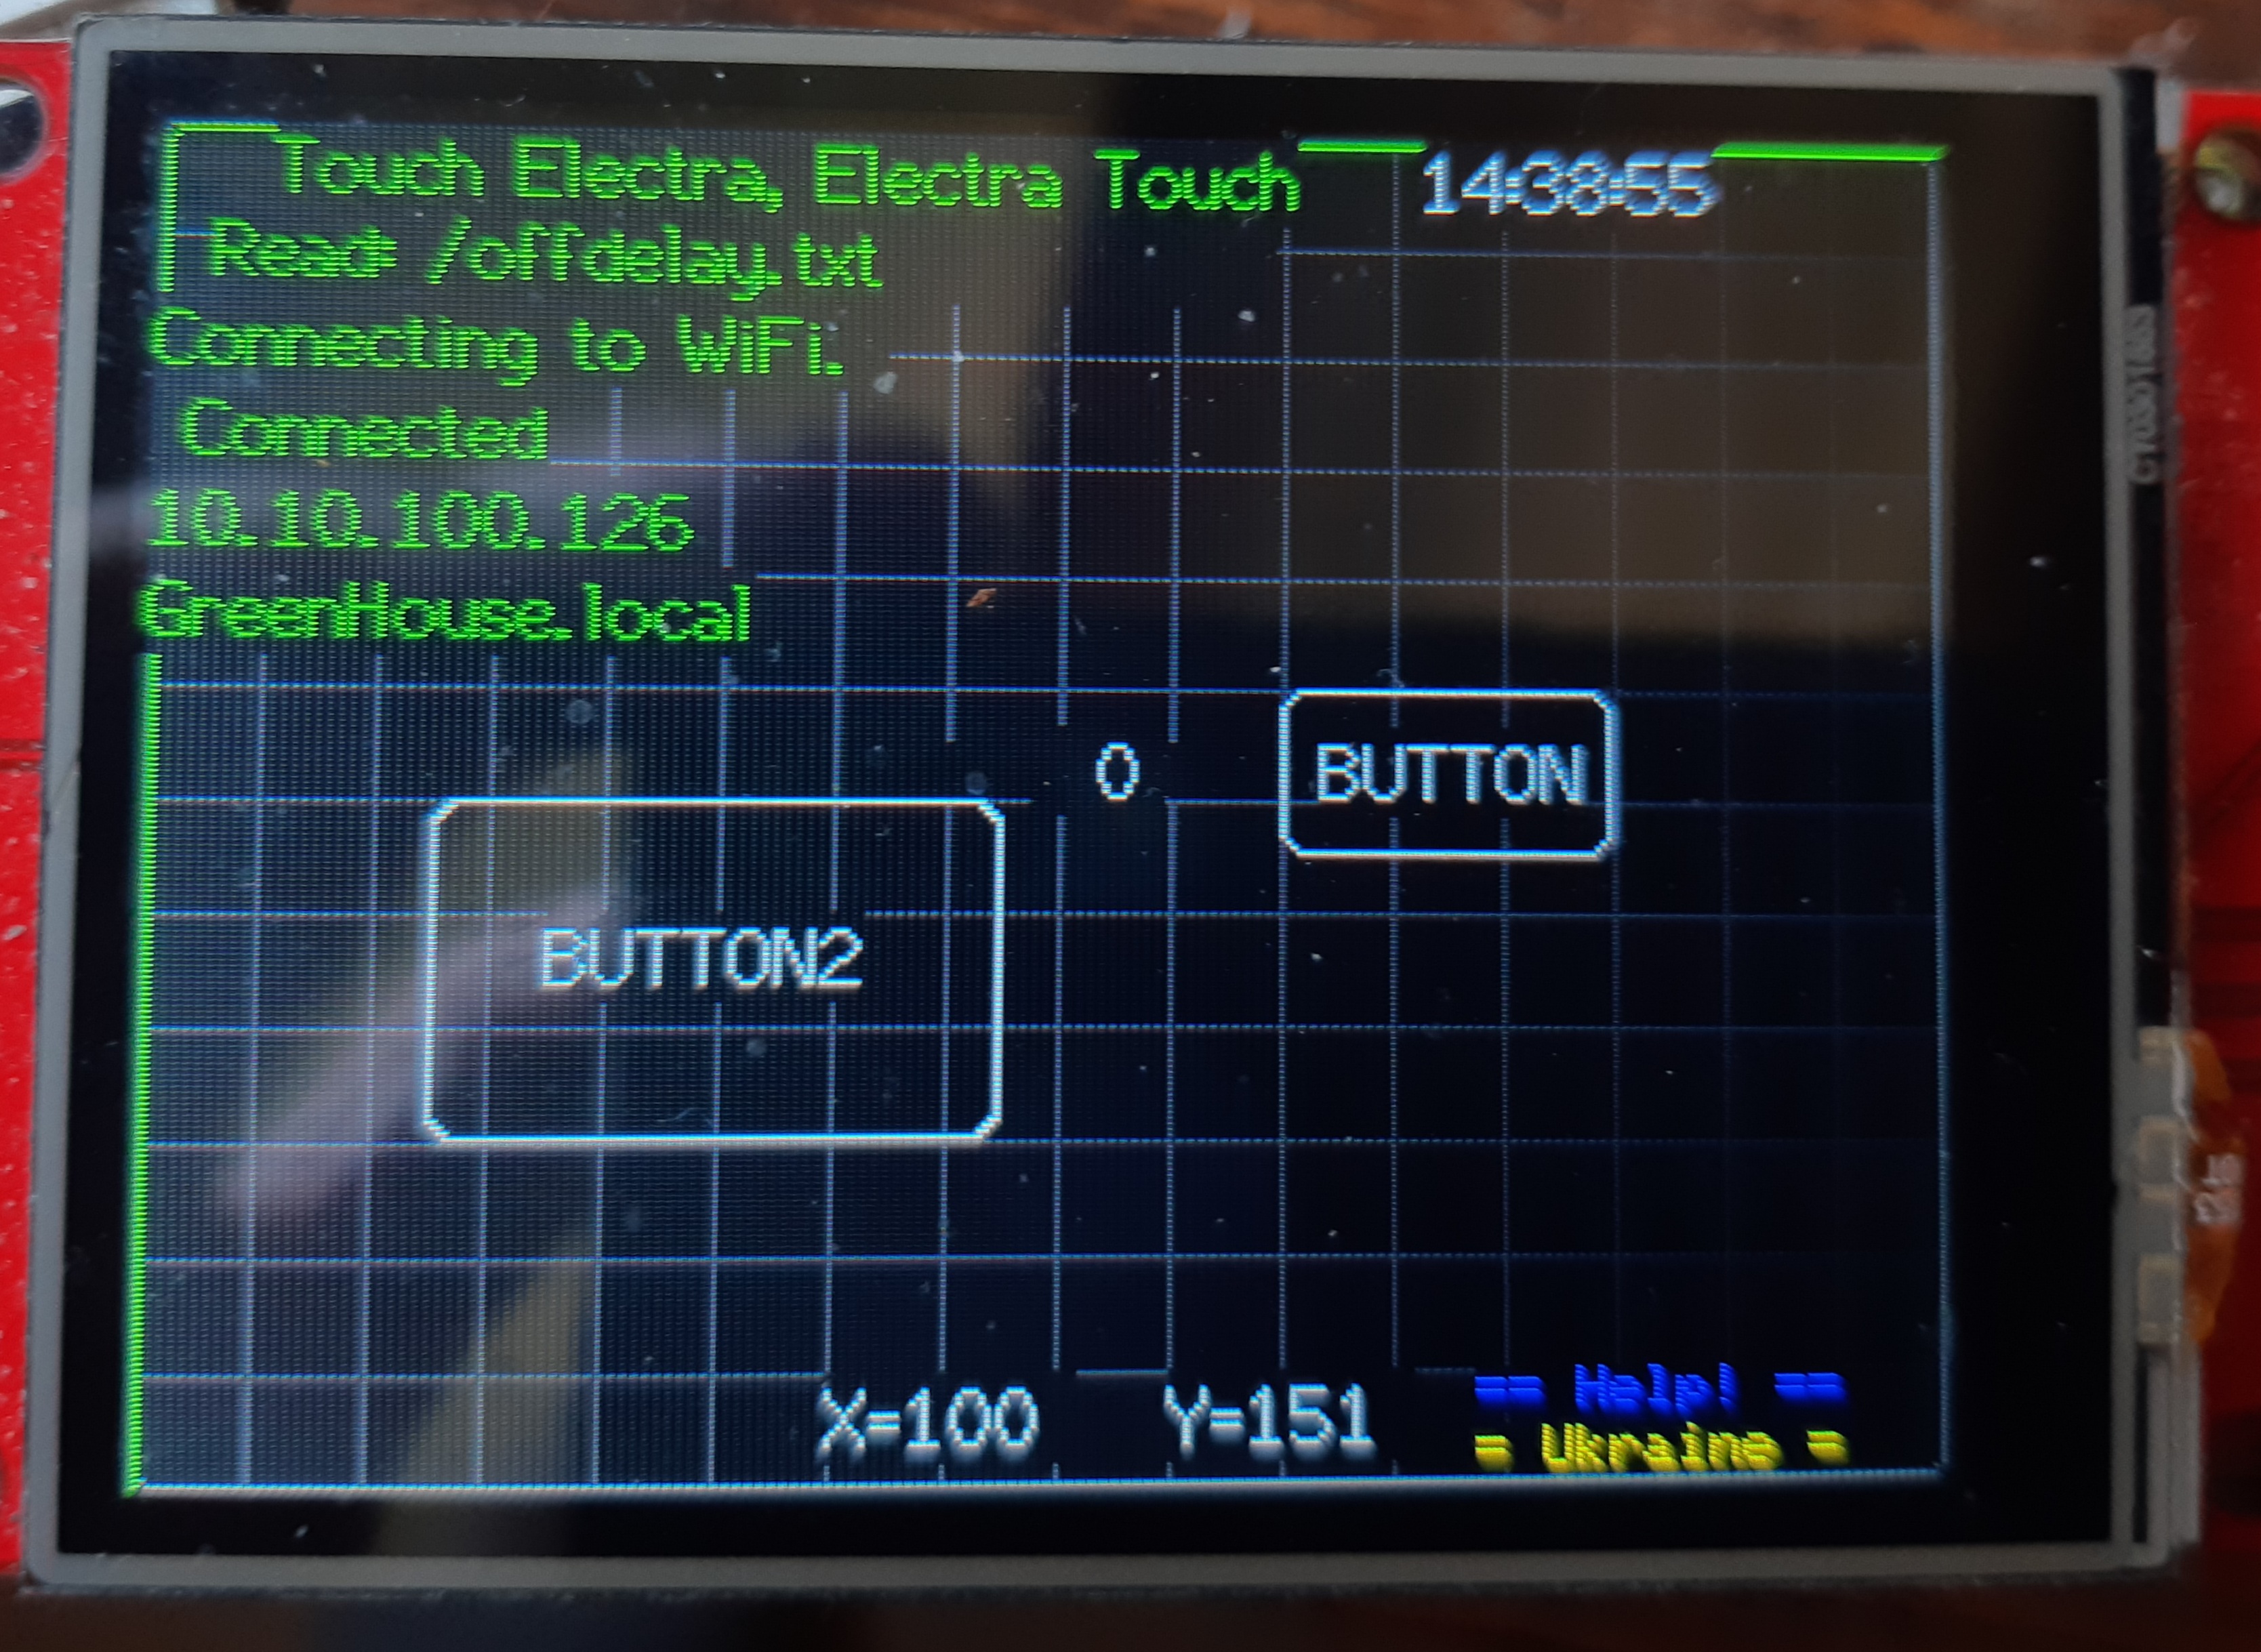 Touch Electra, Electra Touch
14:38:55
Read: /offdelay.txt
Connecting to WiFi.
Connected
10.10.100.126
GreenHouse.local
0
BUTTON
BUTTON2
X=100 Y=151
== Help! ==
= Ukraine =